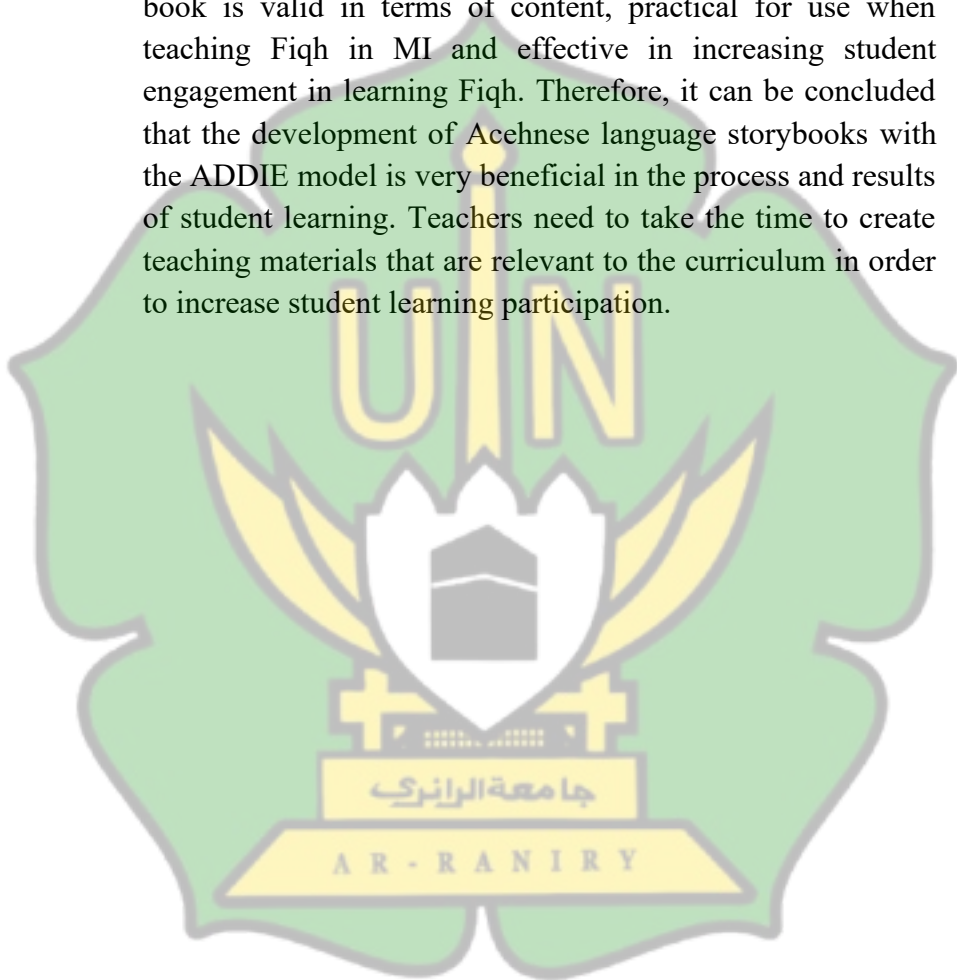 book is valid in terms of content, practical for use when
teaching Fiqh in MI and effective in increasing student
engagement in learning Fiqh. Therefore, it can be concluded
that the development of Acehnese language storybooks with
the ADDIE model is very beneficial in the process and results
of student learning. Teachers need to take the time to create
teaching materials that are relevant to the curriculum in order
to increase student learning participation.
UIN
جامعة الرانري
AR-RANIRY